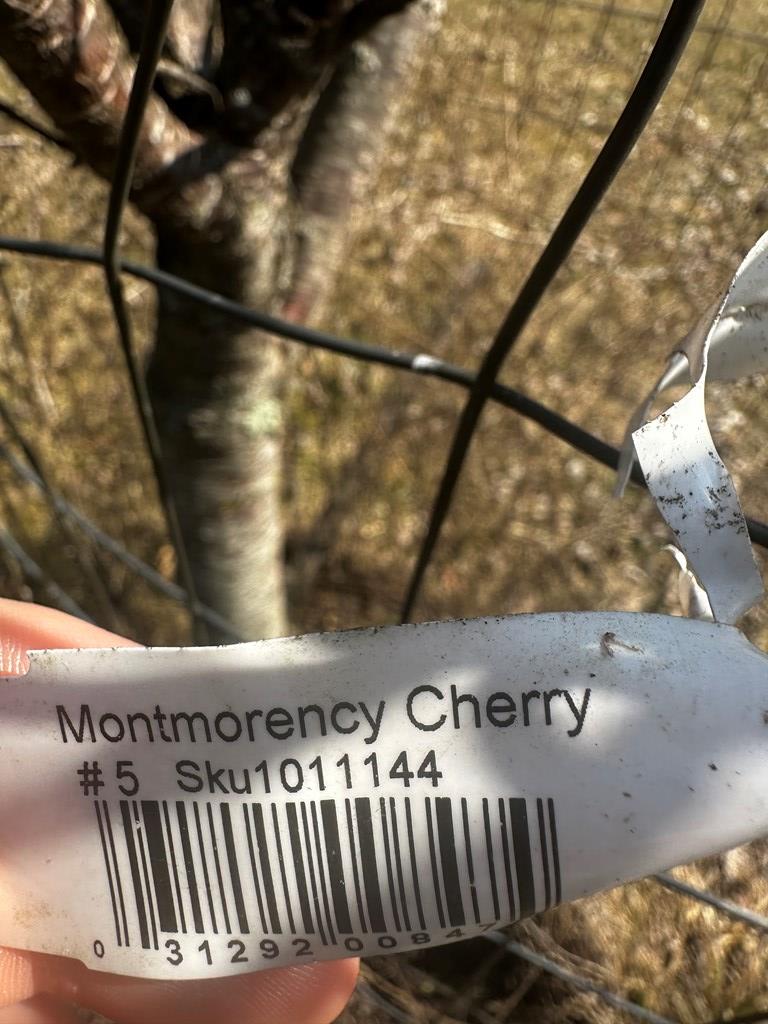 Montmorency Cherry
#5 Sku1011144
0 31292 00847